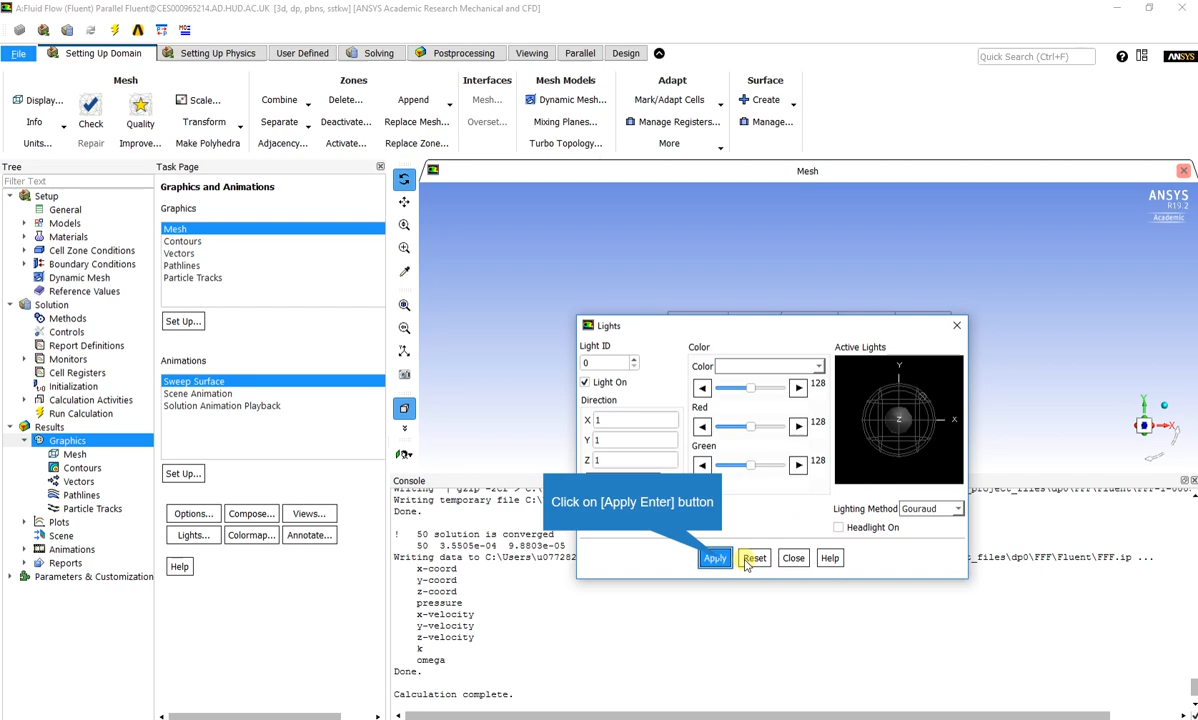 A:Fluid Flow (Fluent) Parallel Fluent@CES000965214.AD.HUD.AC.UK [3d, dp, pbns, sstkw] [ANSYS Academic Research Mechanical and CFD]
File
Setting Up Domain
Setting Up Physics
User Defined
Solving
Postprocessing
Viewing
Parallel
Design
Quick Search (Ctrl+F)
ANSYS
Mesh
Zones
Interfaces
Mesh Models
Adapt
Surface
Display...
Scale...
Combine
Delete...
Append
Mesh...
Dynamic Mesh...
Mark/Adapt Cells
Create
Info
Check
Quality
Transform
Separate
Deactivate...
Replace Mesh...
Overset...
Mixing Planes...
Manage Registers...
Manage...
Units...
Repair
Improve...
Make Polyhedra
Adjacency...
Activate...
Replace Zone...
Turbo Topology...
More
Tree
Filter Text
Setup
General
Models
Materials
Cell Zone Conditions
Boundary Conditions
Dynamic Mesh
Reference Values
Solution
Methods
Controls
Report Definitions
Monitors
Cell Registers
Initialization
Calculation Activities
Run Calculation
Results
Graphics
Mesh
Contours
Vectors
Pathlines
Particle Tracks
Plots
Scene
Animations
Reports
Parameters & Customization
Task Page
Graphics and Animations
Graphics
Mesh
Contours
Vectors
Pathlines
Particle Tracks
Set Up...
Animations
Sweep Surface
Scene Animation
Solution Animation Playback
Set Up...
Options...
Compose...
Views...
Lights...
Colormap...
Annotate...
Help
Mesh
ANSYS
R19.2
Academic
Y
X
Lights
Light ID
0
Light On
Direction
X 1
Y 1
Z 1
Color
Color
128
Red
128
Green
128
Active Lights
Y
X
Z
Lighting Method Gouraud
Headlight On
Click on [Apply Enter] button
Apply
Reset
Close
Help
Console
Writing temporary file C:\
Done.
! 50 solution is converged
50 3.5505e-04 9.8803e-05
Writing data to C:\Users\u077282
_files\dp0\FFF\Fluent\FFF.ip ...
x-coord
y-coord
z-coord
pressure
x-velocity
y-velocity
z-velocity
k
omega
Done.
Calculation complete.